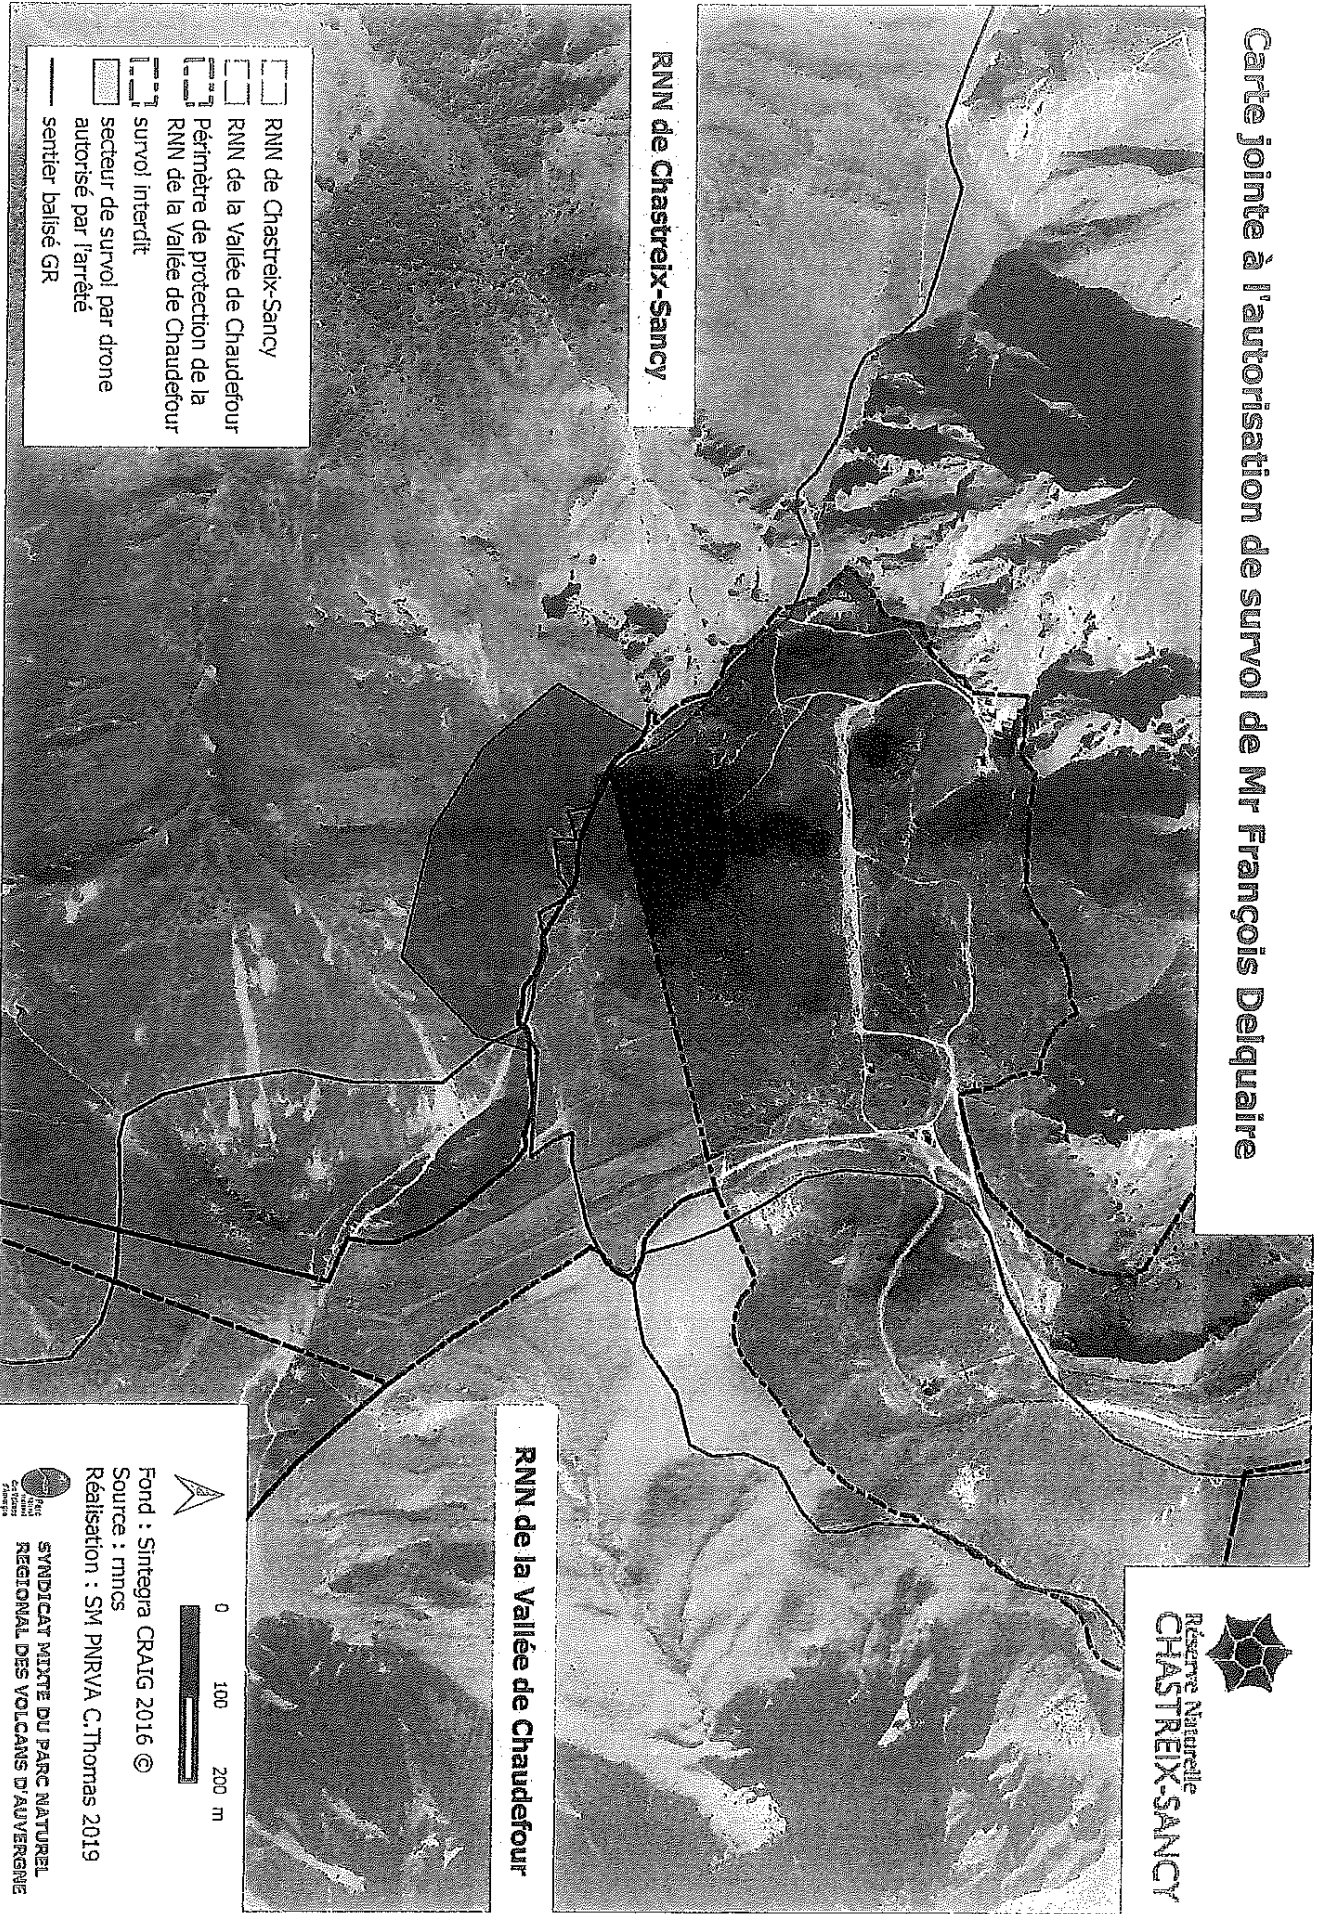 Carte jointe à l'autorisation de survol de Mr François Delquaire
Réserve Naturelle
CHASTREIX-SANCY
RNN de Chastreix-Sancy
RNN de la Vallée de Chaudefour
RNN de Chastreix-Sancy
RNN de la Vallée de Chaudefour
Périmètre de protection de la
RNN de la Vallée de Chaudefour
survol interdit
secteur de survol par drone
autorisé par l'arrêté
sentier balisé GR
0 100 200 m
Fond : Sintegra CRAIG 2016 ©
Source : rnncs
Réalisation : SM PNRVA C.Thomas 2019
SYNDICAT MIXTE DU PARC NATUREL
REGIONAL DES VOLCANS D'AUVERGNE